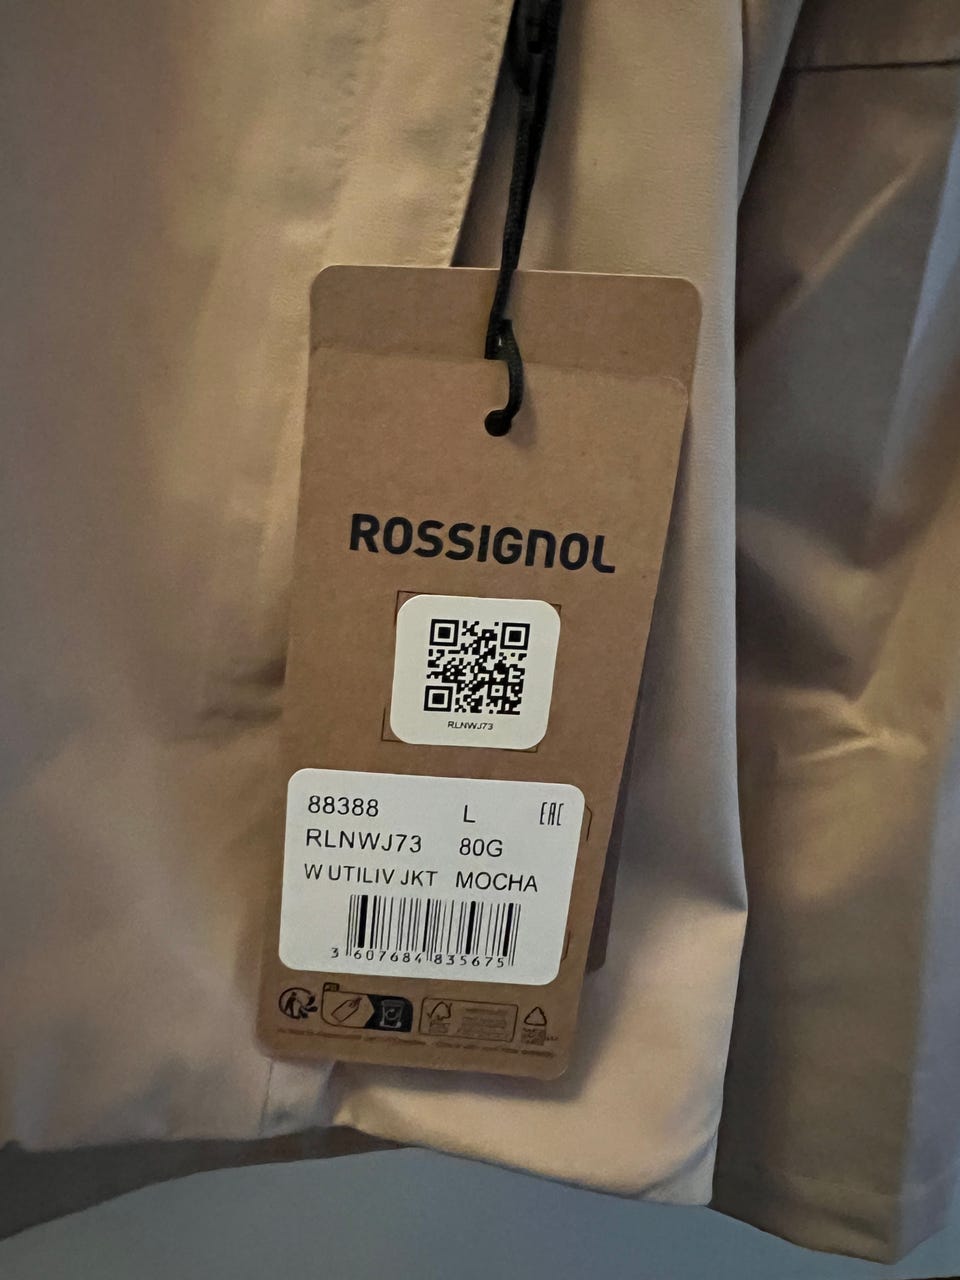 ROSSIGNOL
RLNWJ73
88388 L EAC
RLNWJ73 80G
W UTILIV JKT MOCHA
3 607684 835675